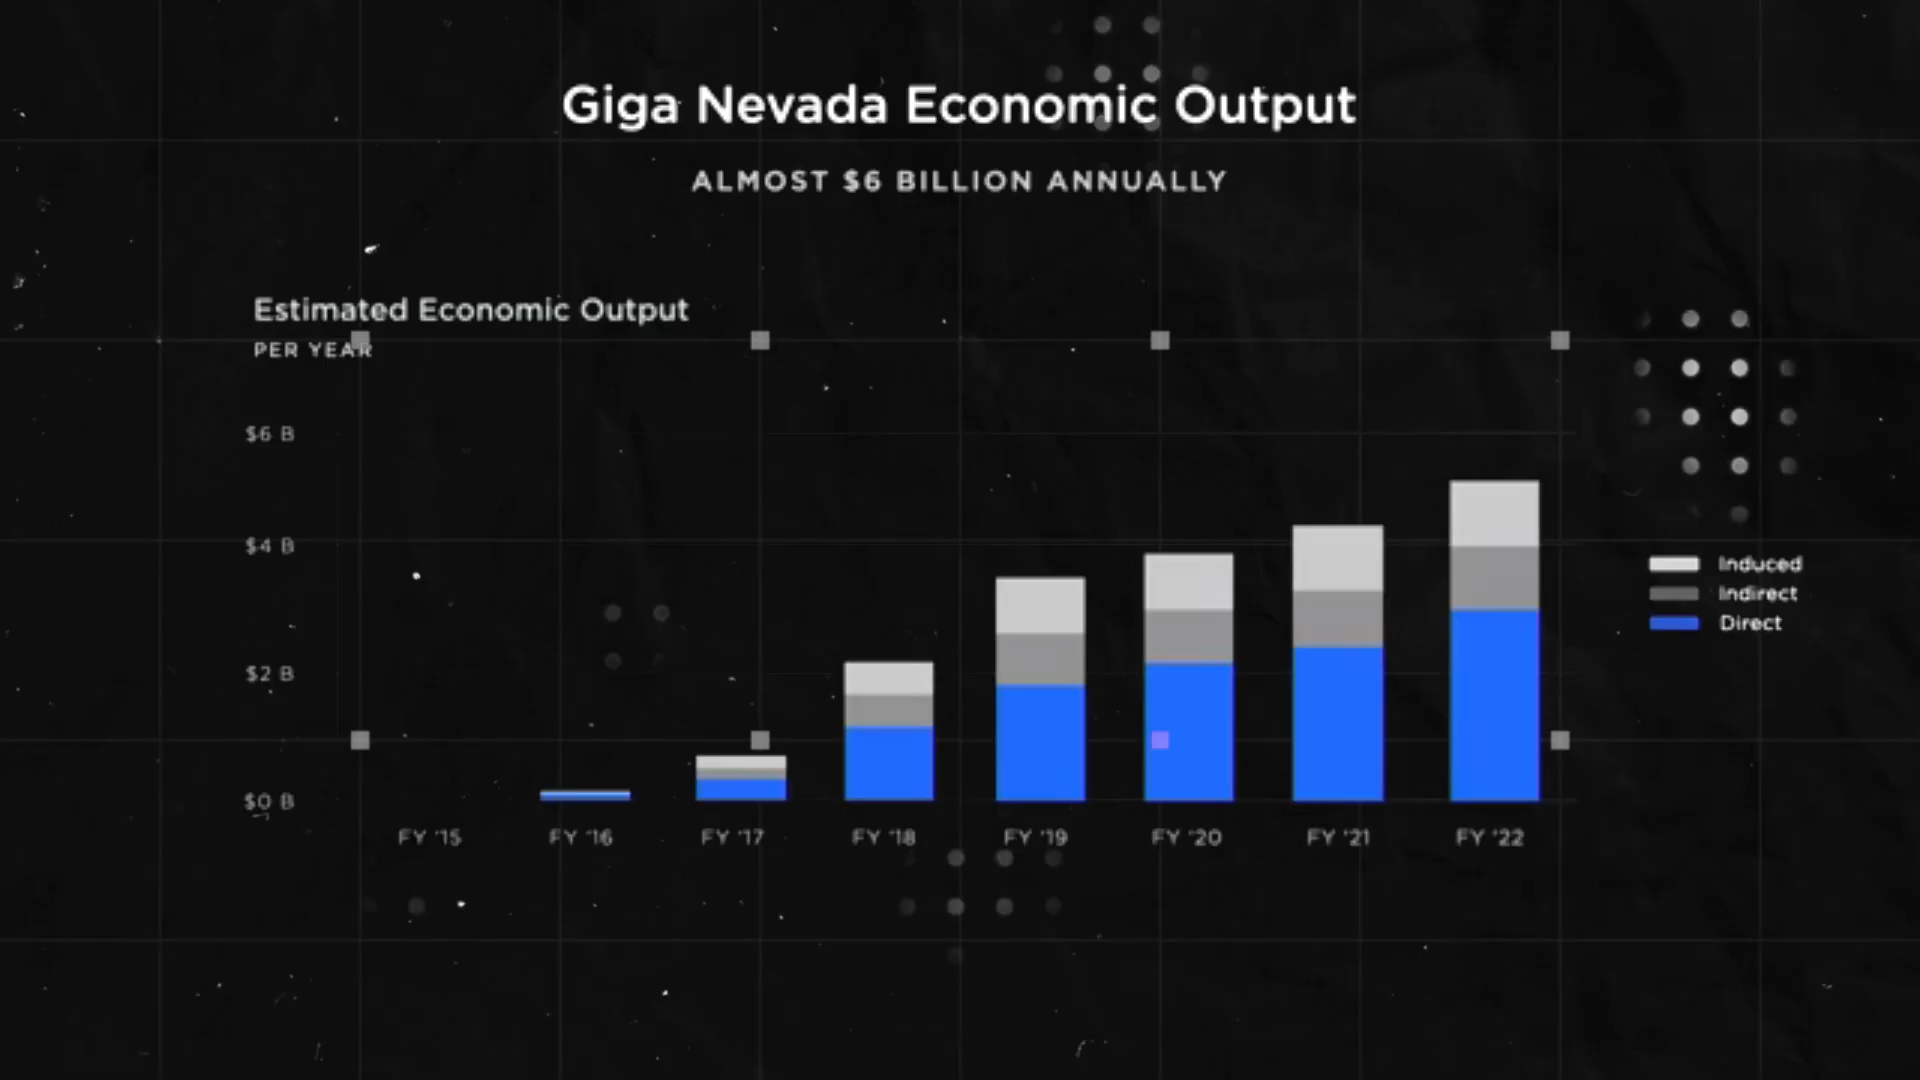 Giga Nevada Economic Output
ALMOST $6 BILLION ANNUALLY
Estimated Economic Output
PER YEAR
$6 B
$4 B
$2 B
$0 B
FY '15
FY '16
FY '17
FY '18
FY '19
FY '20
FY '21
FY '22
Induced
Indirect
Direct